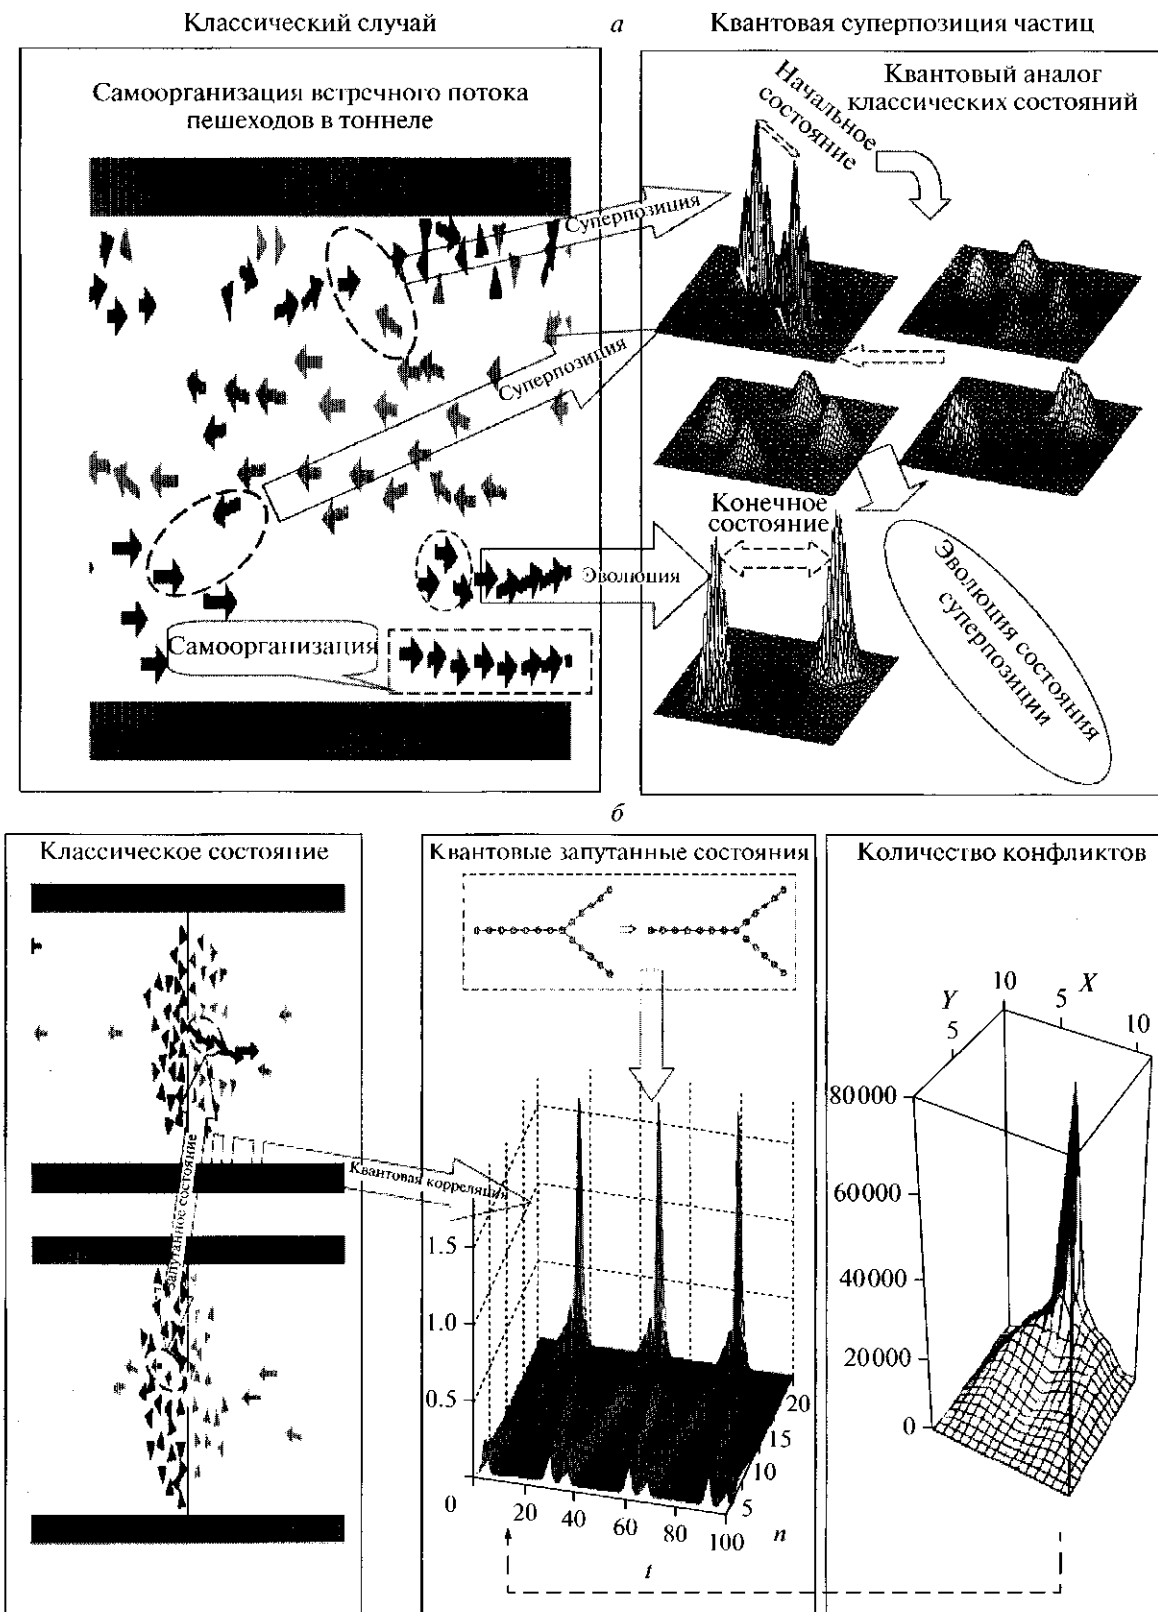 Классический случай
а
Квантовая суперпозиция частиц
Самоорганизация встречного потока
пешеходов в тоннеле
Квантовый аналог
классических состояний
Начальное
состояние
Суперпозиция
Суперпозиция
Конечное
состояние
Эволюция
Эволюция состояния
суперпозиции
Самоорганизация
б
Классическое состояние
Квантовые запутанные состояния
Количество конфликтов
Запутанное состояние
Квантовая корреляция
1.5
1.0
0.5
0
20
40
60
80
100
t
5
10
15
20
n
Y
10
5
X
5
10
80000
60000
40000
20000
0